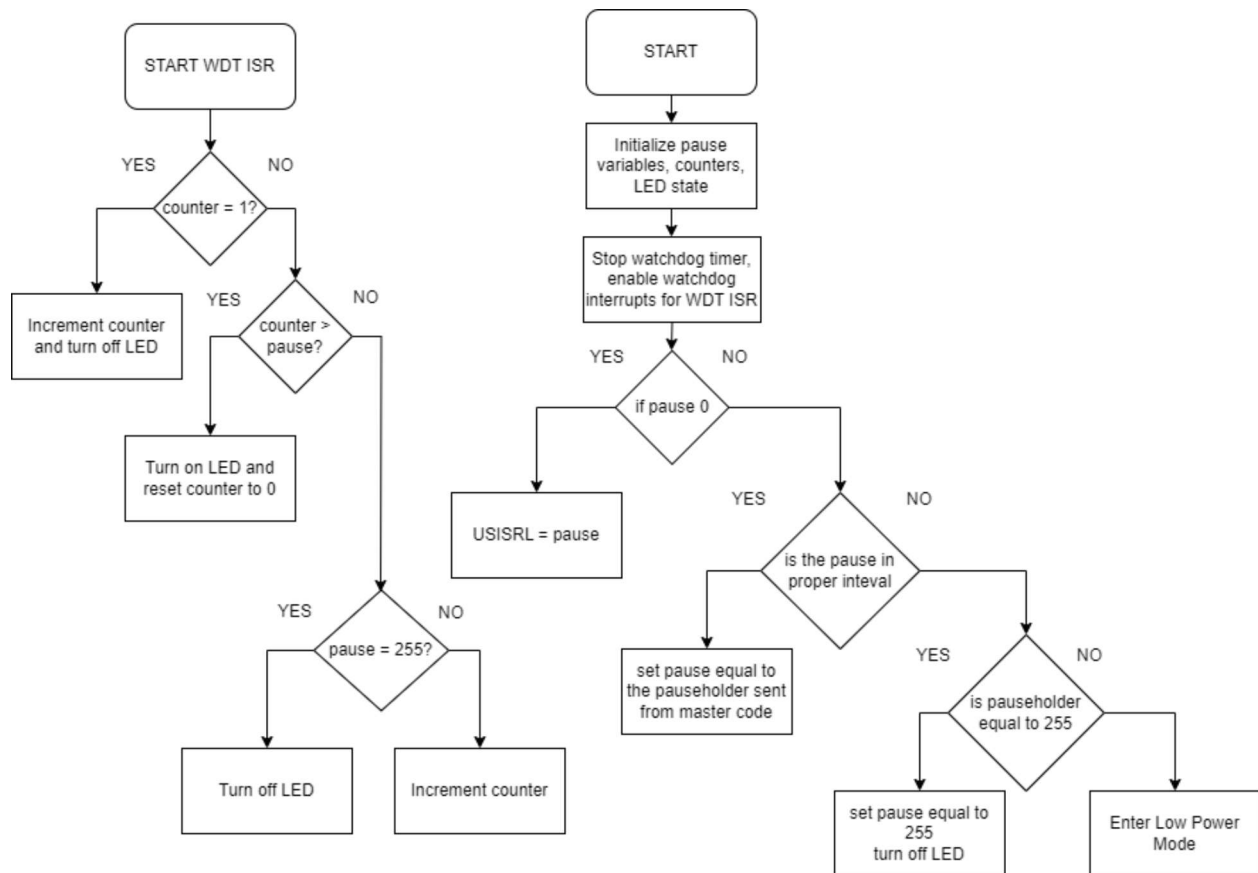 START WDT ISR
YES
NO
counter = 1?
Increment counter
and turn off LED
YES
NO
counter >
pause?
Turn on LED and
reset counter to 0
YES
NO
pause = 255?
Turn off LED
Increment counter
START
Initialize pause
variables, counters,
LED state
Stop watchdog timer,
enable watchdog
interrupts for WDT ISR
YES
NO
if pause 0
USISRL = pause
YES
NO
is the pause in
proper inteval
set pause equal to
the pauseholder sent
from master code
YES
NO
is pauseholder
equal to 255
set pause equal to
255
turn off LED
Enter Low Power
Mode